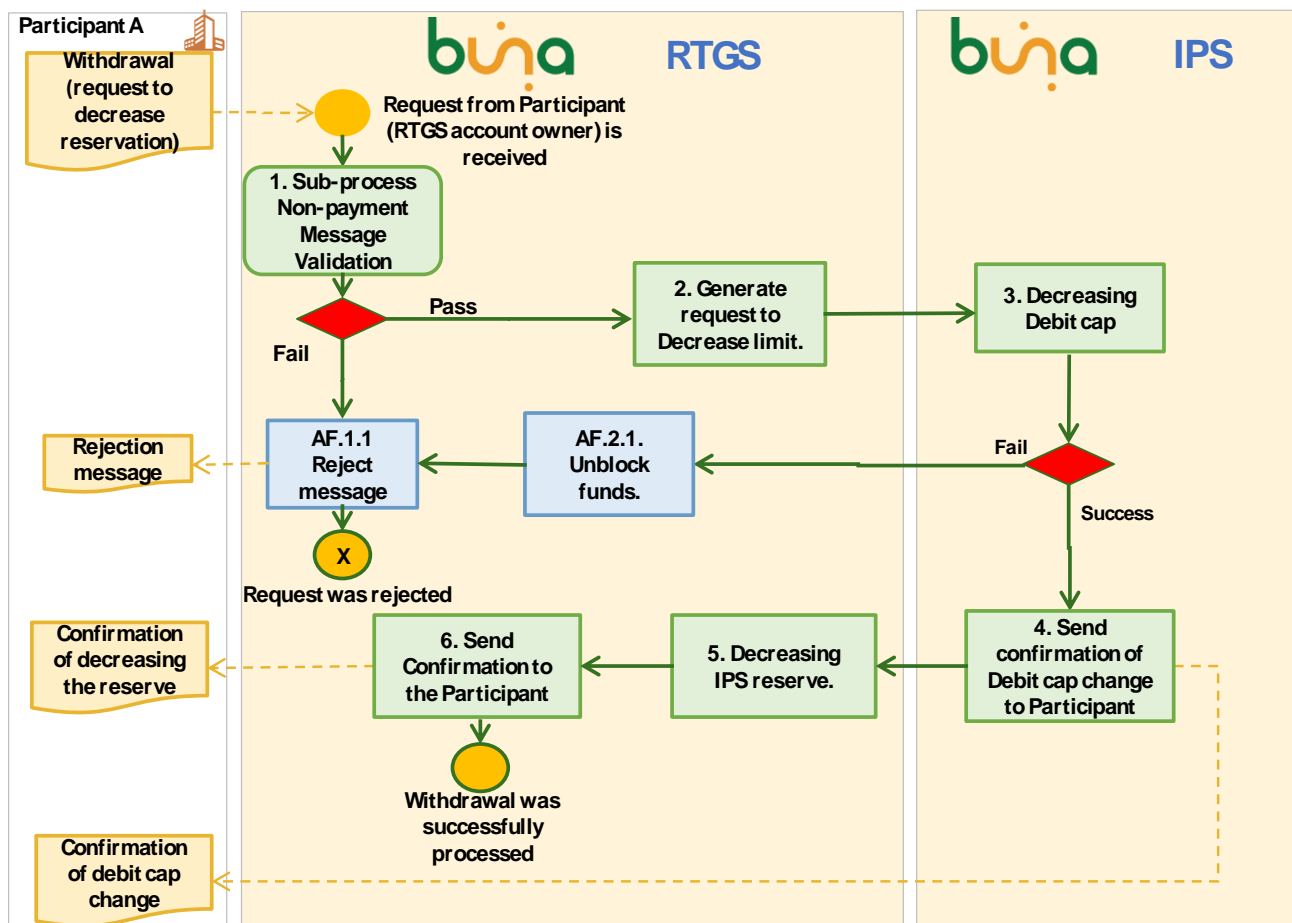 Participant A
buna RTGS
buna IPS
Withdrawal
(request to
decrease
reservation)
Request from Participant
(RTGS account owner) is
received
1. Sub-process
Non-payment
Message
Validation
Pass
Fail
2. Generate
request to
Decrease limit.
3. Decreasing
Debit cap
Rejection
message
AF.1.1
Reject
message
AF.2.1.
Unblock
funds.
Fail
Success
X
Request was rejected
Confirmation
of decreasing
the reserve
6. Send
Confirmation to
the Participant
5. Decreasing
IPS reserve.
4. Send
confirmation of
Debit cap change
to Participant
Withdrawal was
successfully
processed
Confirmation
of debit cap
change